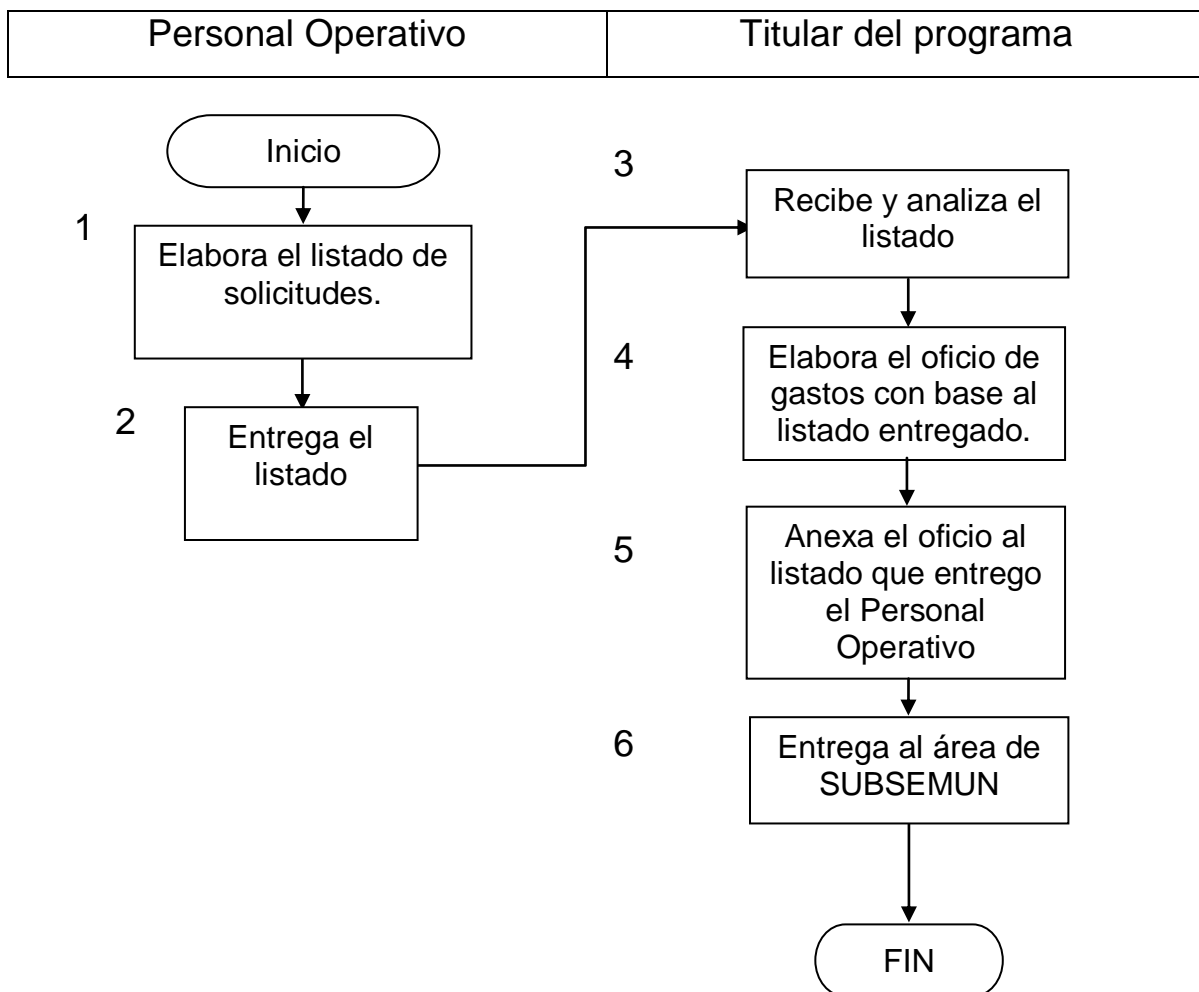 Personal Operativo
Titular del programa
Inicio
1
Elabora el listado de
solicitudes.
2
Entrega el
listado
3
Recibe y analiza el
listado
4
Elabora el oficio de
gastos con base al
listado entregado.
5
Anexa el oficio al
listado que entrego
el Personal
Operativo
6
Entrega al área de
SUBSEMUN
FIN